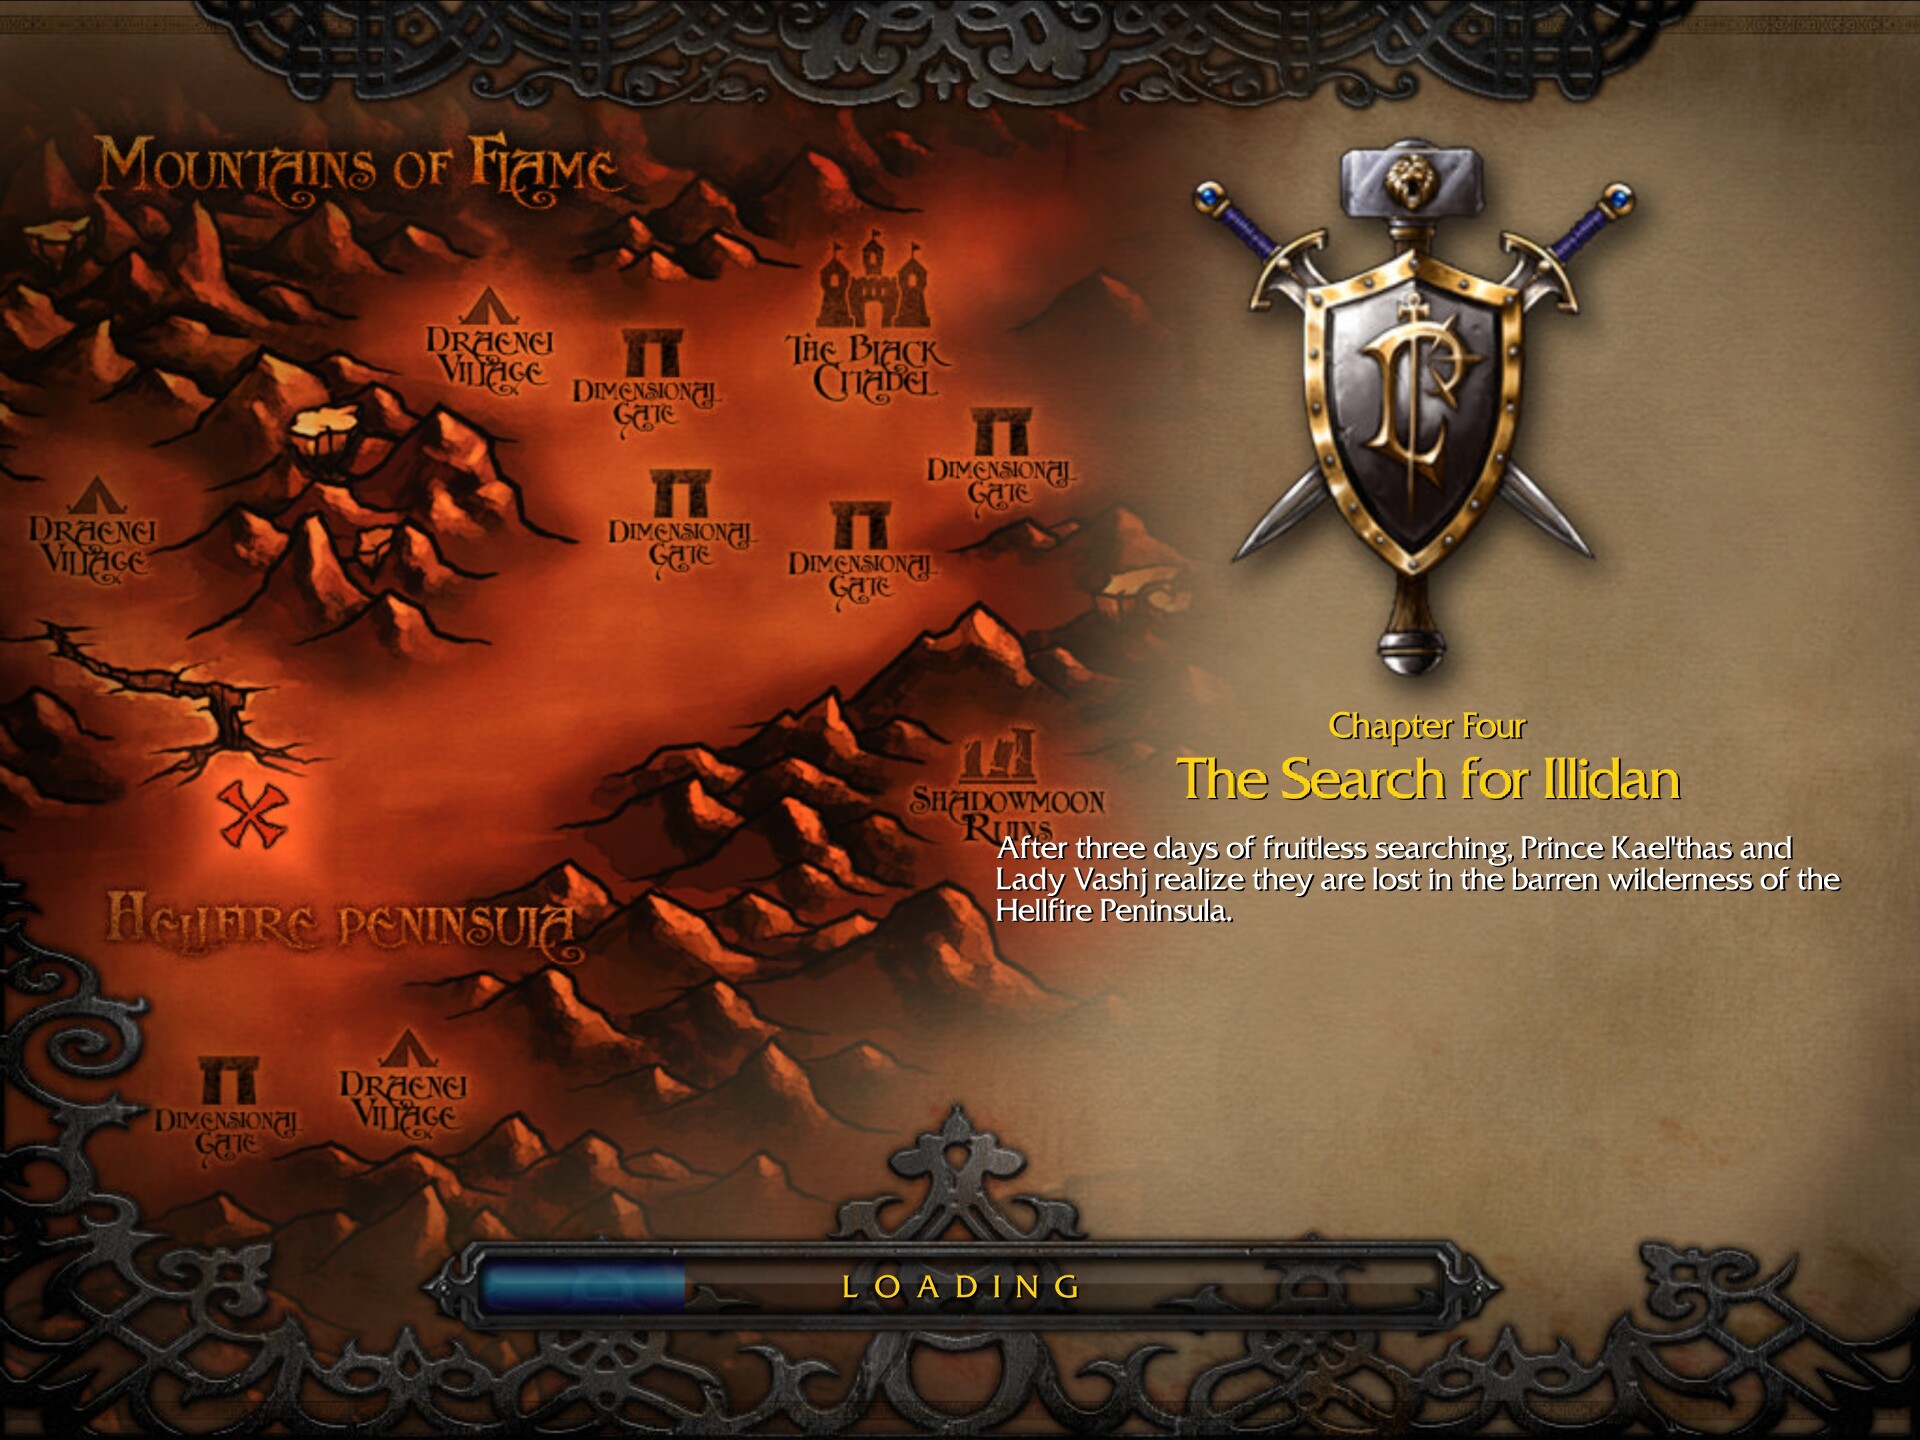 Mountains of Flame
Draenei
Village
Dimensional
Gate
The Black
Citadel
Dimensional
Gate
Dimensional
Gate
Dimensional
Gate
Draenei
Village
Shadowmoon
Ruins
Hellfire Peninsula
Dimensional
Gate
Draenei
Village
Chapter Four
The Search for Illidan
After three days of fruitless searching, Prince Kael'thas and
Lady Vashj realize they are lost in the barren wilderness of the
Hellfire Peninsula.
LOADING